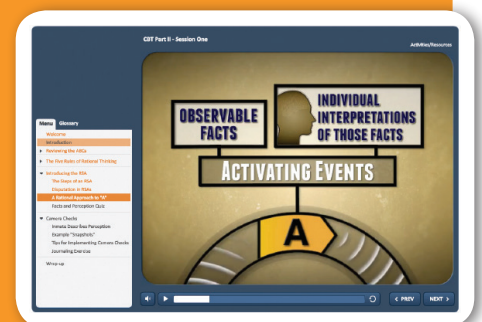 CBT Part II - Session One
Activities/Resources
Menu
Glossary
Welcome
Introduction
Reviewing the ABCs
The Five Rules of Rational Thinking
Introducing the RSA
The Steps of an RSA
Disputation in RSAs
A Rational Approach to "A"
Facts and Perception Quiz
Camera Checks
Inmate Describes Perception
Example "Snapshots"
Tips for Implementing Camera Checks
Journaling Exercise
Wrap-up
OBSERVABLE
FACTS
INDIVIDUAL
INTERPRETATIONS
OF THOSE FACTS
ACTIVATING EVENTS
A
< PREV
NEXT >